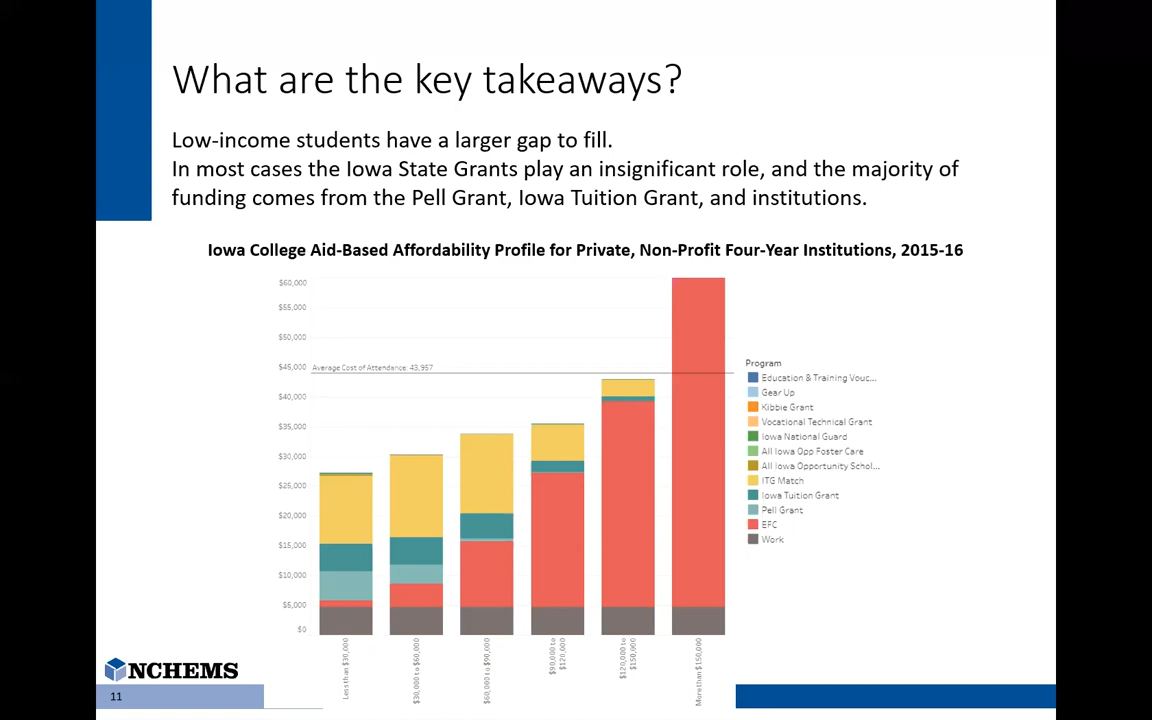 What are the key takeaways?
Low-income students have a larger gap to fill.
In most cases the Iowa State Grants play an insignificant role, and the majority of
funding comes from the Pell Grant, Iowa Tuition Grant, and institutions.
Iowa College Aid-Based Affordability Profile for Private, Non-Profit Four-Year Institutions, 2015-16
$60,000
$55,000
$50,000
$45,000
$40,000
$35,000
$30,000
$25,000
$20,000
$15,000
$10,000
$5,000
$0
Average Cost of Attendance: 43,957
Less than $30,000
$30,000 to $60,000
$60,000 to $90,000
$90,000 to
$120,000
$120,000 to
$150,000
More than $150,000
Program
Education & Training Vouc...
Gear Up
Kibbie Grant
Vocational Technical Grant
Iowa National Guard
All Iowa Opp Foster Care
All Iowa Opportunity Schol...
ITG Match
Iowa Tuition Grant
Pell Grant
EFC
Work
NCHEMS
11